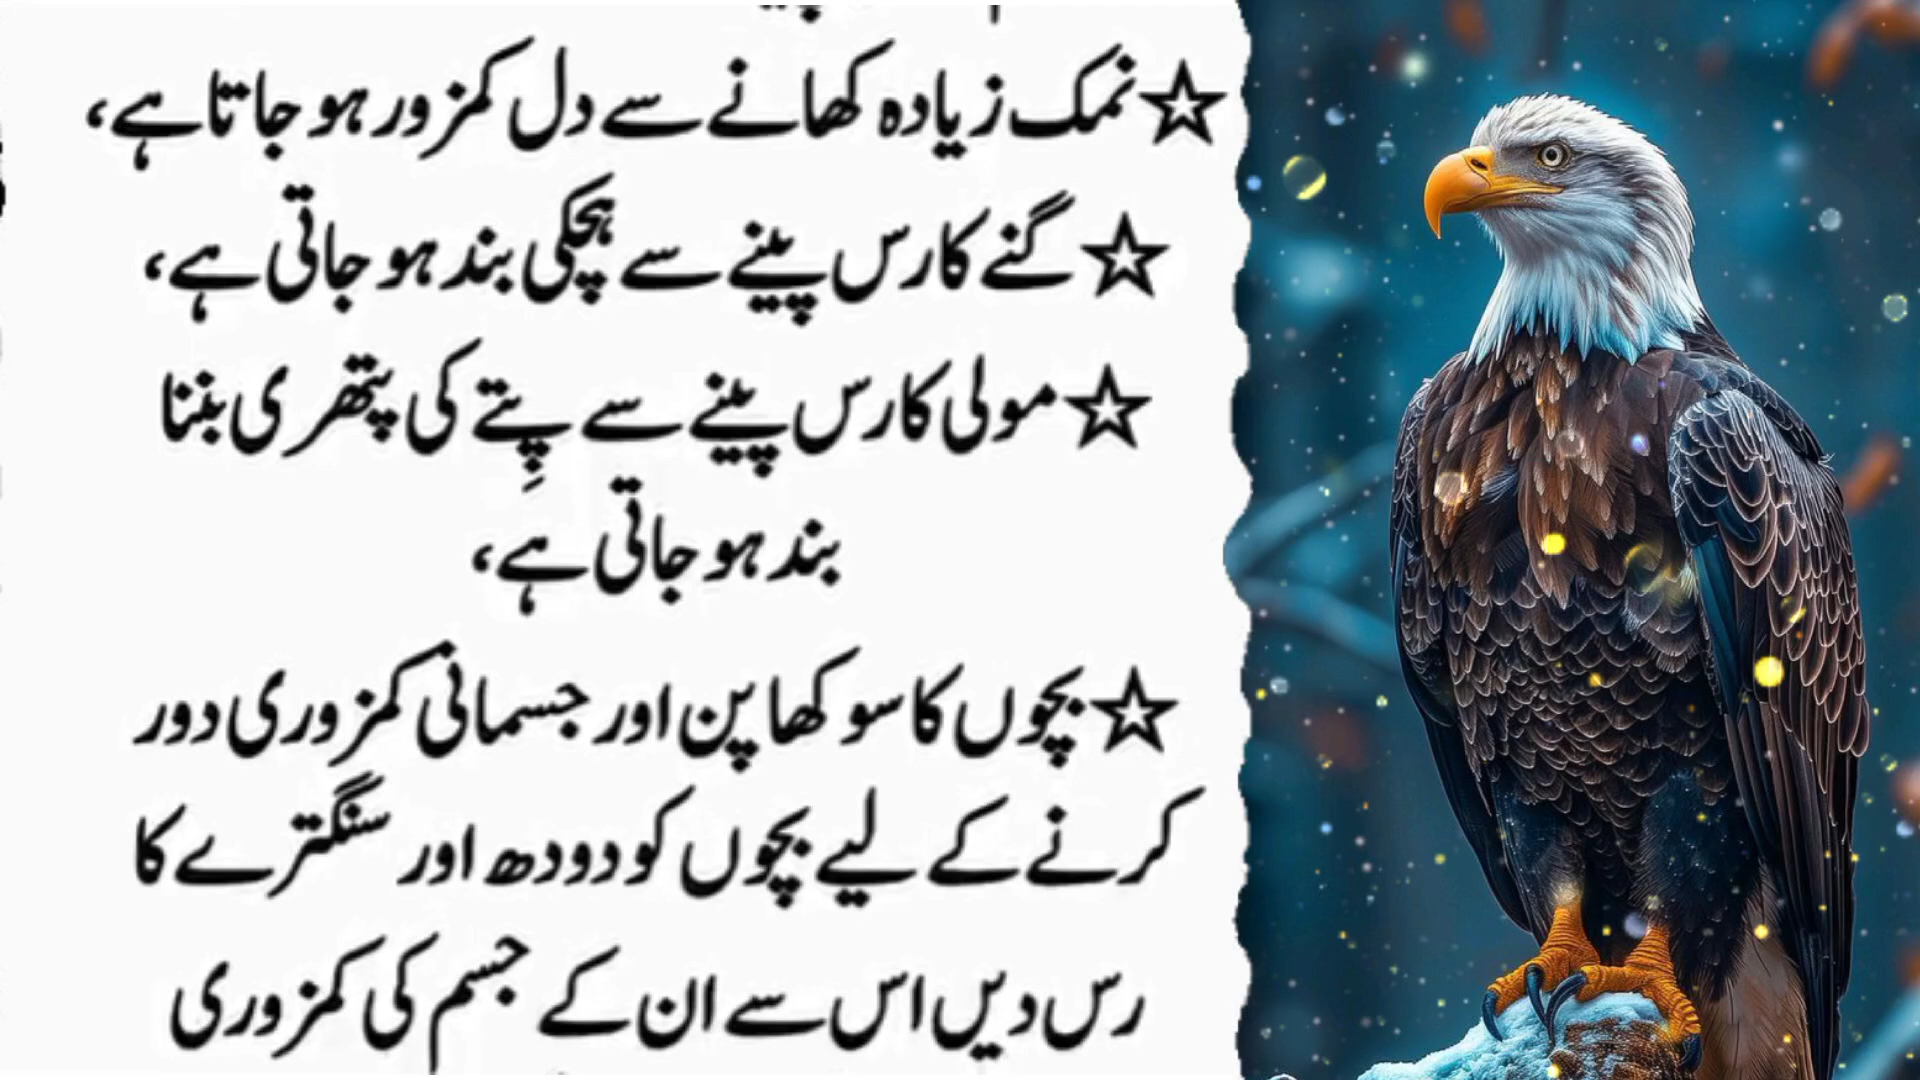 ☆نمک زیادہ کھانے سے دل کمزور ہو جاتا ہے،
☆گنے کا رس پینے سے ہچکی بند ہو جاتی ہے،
☆مولی کا رس پینے سے پِتے کی پتھری بننا
بند ہو جاتی ہے،
☆بچوں کا سوکھا پن اور جسمانی کمزوری دور
کرنے کے لیے بچوں کو دودھ اور سنگترے کا
رس دیں اس سے ان کے جسم کی کمزوری